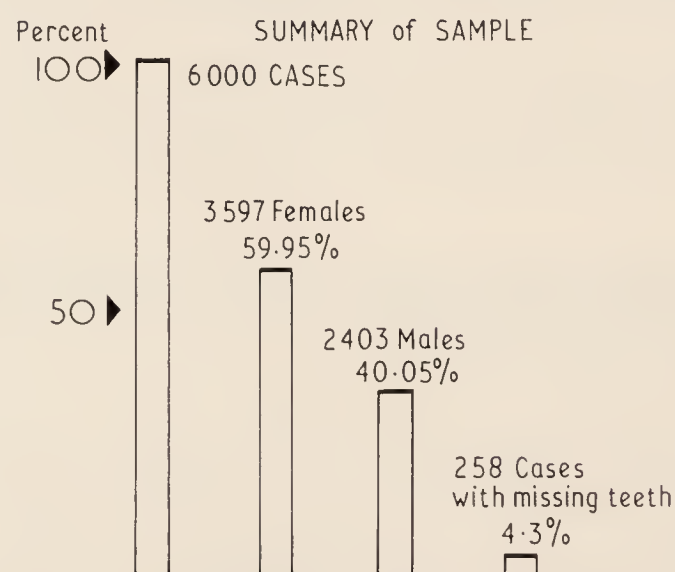 Percent
SUMMARY of SAMPLE
100
6000 CASES
3597 Females
59·95%
50
2403 Males
40·05%
258 Cases
with missing teeth
4·3%